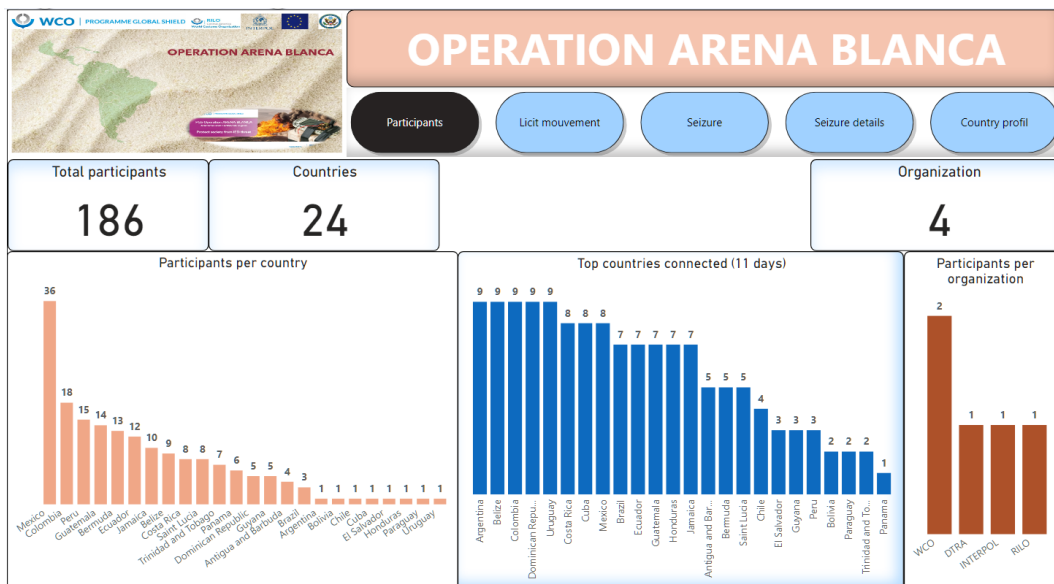 WCO | PROGRAMME GLOBAL SHIELD
RILO
INTERPOL
OPERATION ARENA BLANCA
OPERATION ARENA BLANCA
Participants
Licit mouvement
Seizure
Seizure details
Country profil
Total participants
186
Countries
24
Organization
4
Participants per country
36
18
15
14
13
12
10
9
8
8
7
6
5
5
4
3
1
1
1
1
1
1
1
1
Mexico
Colombia
Peru
Guatemala
Bermuda
Ecuador
Jamaica
Belize
Costa Rica
Saint Lucia
Trinidad and Tobago
Panama
Dominican Republic
Guyana
Antigua and Barbuda
Brazil
Argentina
Bolivia
Chile
Cuba
El Salvador
Honduras
Paraguay
Uruguay
Top countries connected (11 days)
9
9
9
9
9
8
8
8
7
7
7
7
7
5
5
5
4
3
3
3
2
2
2
1
Argentina
Belize
Colombia
Dominican Repu...
Uruguay
Costa Rica
Cuba
Mexico
Brazil
Ecuador
Guatemala
Honduras
Jamaica
Antigua and Bar...
Bermuda
Saint Lucia
Chile
El Salvador
Guyana
Peru
Bolivia
Paraguay
Trinidad and To...
Panama
Participants per
organization
2
1
1
1
WCO
DTRA
INTERPOL
RILO